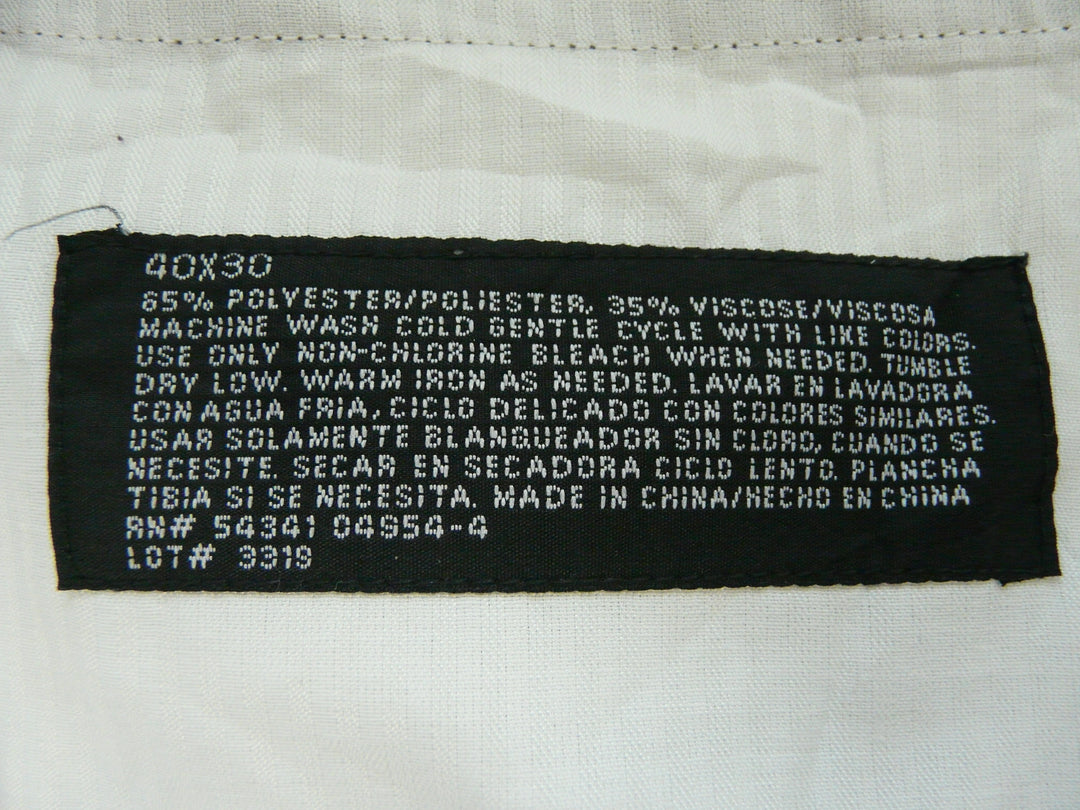 40X30
65% POLYESTER/POLIESTER, 35% VISCOSE/VISCOSA
MACHINE WASH COLD GENTLE CYCLE WITH LIKE COLORS.
USE ONLY NON-CHLORINE BLEACH WHEN NEEDED. TUMBLE
DRY LOW. WARM IRON AS NEEDED. LAVAR EN LAVADORA
CON AGUA FRIA, CICLO DELICADO CON COLORES SIMILARES.
USAR SOLAMENTE BLANQUEADOR SIN CLORO, CUANDO SE
NECESITE. SECAR EN SECADORA CICLO LENTO. PLANCHA
TIBIA SI SE NECESITA. MADE IN CHINA/HECHO EN CHINA
RN# 54341 04954-4
LOT# 3319